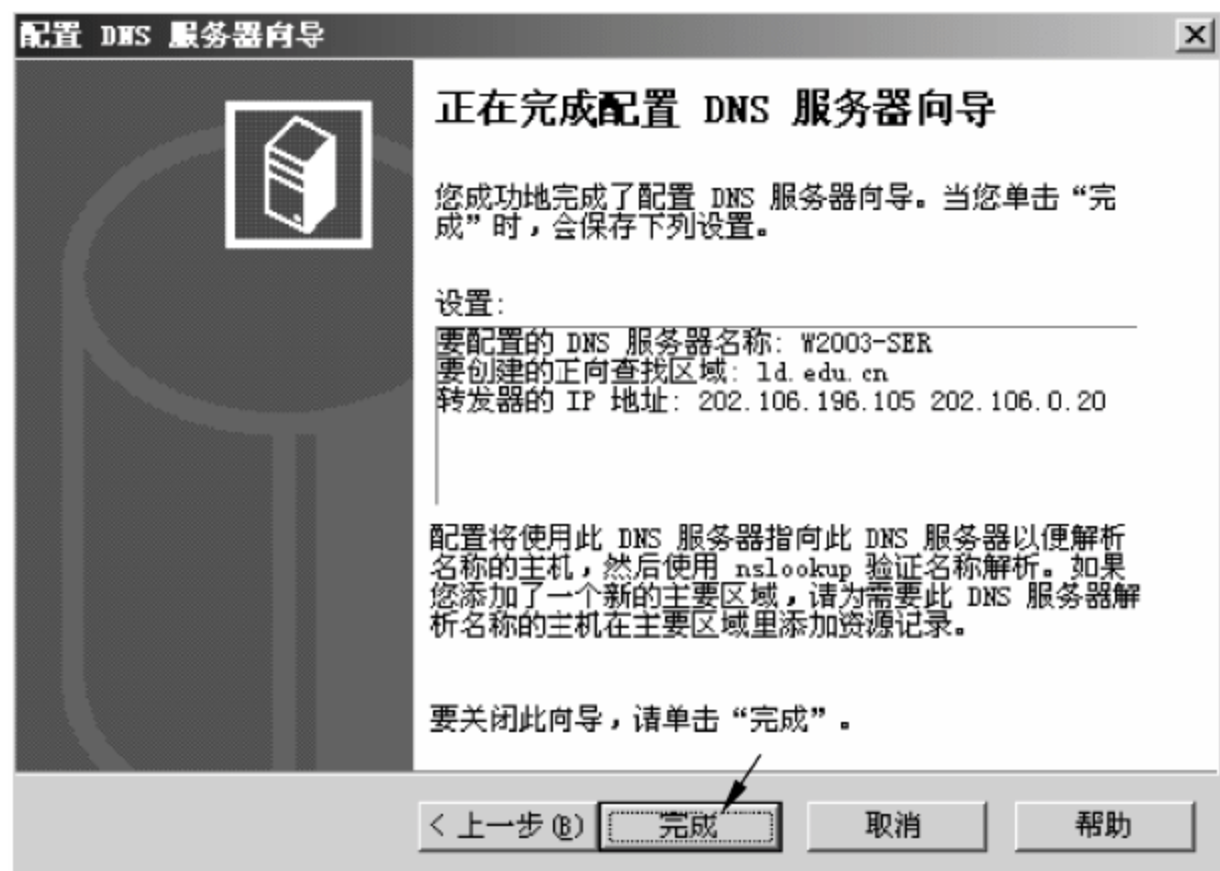 配置 DNS 服务器向导
正在完成配置 DNS 服务器向导
您成功地完成了配置 DNS 服务器向导。当您单击“完
成”时，会保存下列设置。
设置:
要配置的 DNS 服务器名称: W2003-SER
要创建的正向查找区域: ld.edu.cn
转发器的 IP 地址: 202.106.196.105 202.106.0.20
配置将使用此 DNS 服务器指向此 DNS 服务器以便解析
名称的主机，然后使用 nslookup 验证名称解析。如果
您添加了一个新的主要区域，请为需要此 DNS 服务器解
析名称的主机在主要区域里添加资源记录。
要关闭此向导，请单击“完成”。
< 上一步(B) 完成 取消 帮助